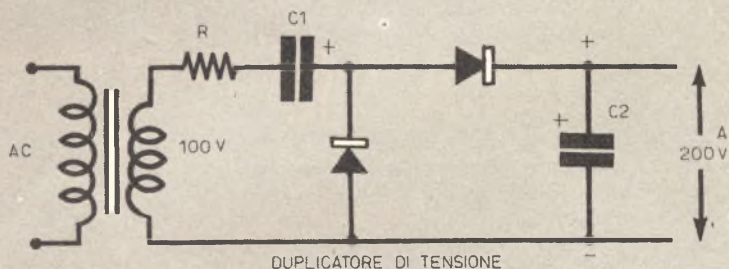 C1
R
+
+
C2
+
AC
100 V
A
200 V
−
DUPLICATORE DI TENSIONE